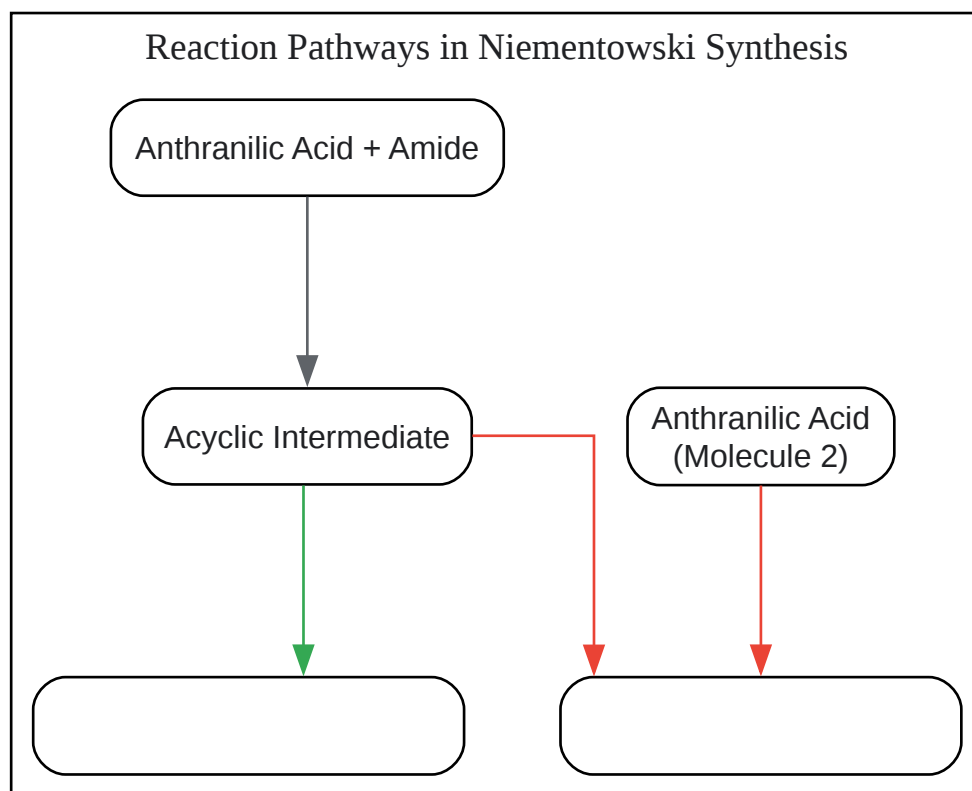 Reaction Pathways in Niementowski Synthesis
Anthranilic Acid + Amide
Acyclic Intermediate
Anthranilic Acid
(Molecule 2)